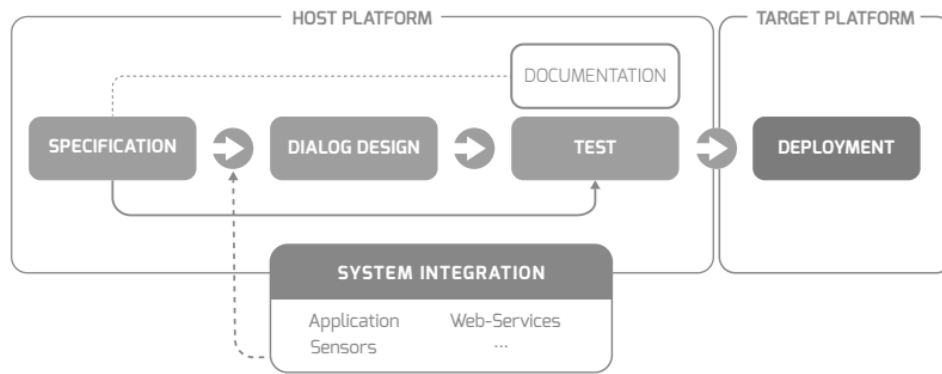 HOST PLATFORM
TARGET PLATFORM
DOCUMENTATION
SPECIFICATION
DIALOG DESIGN
TEST
DEPLOYMENT
SYSTEM INTEGRATION
Application
Web-Services
Sensors
...